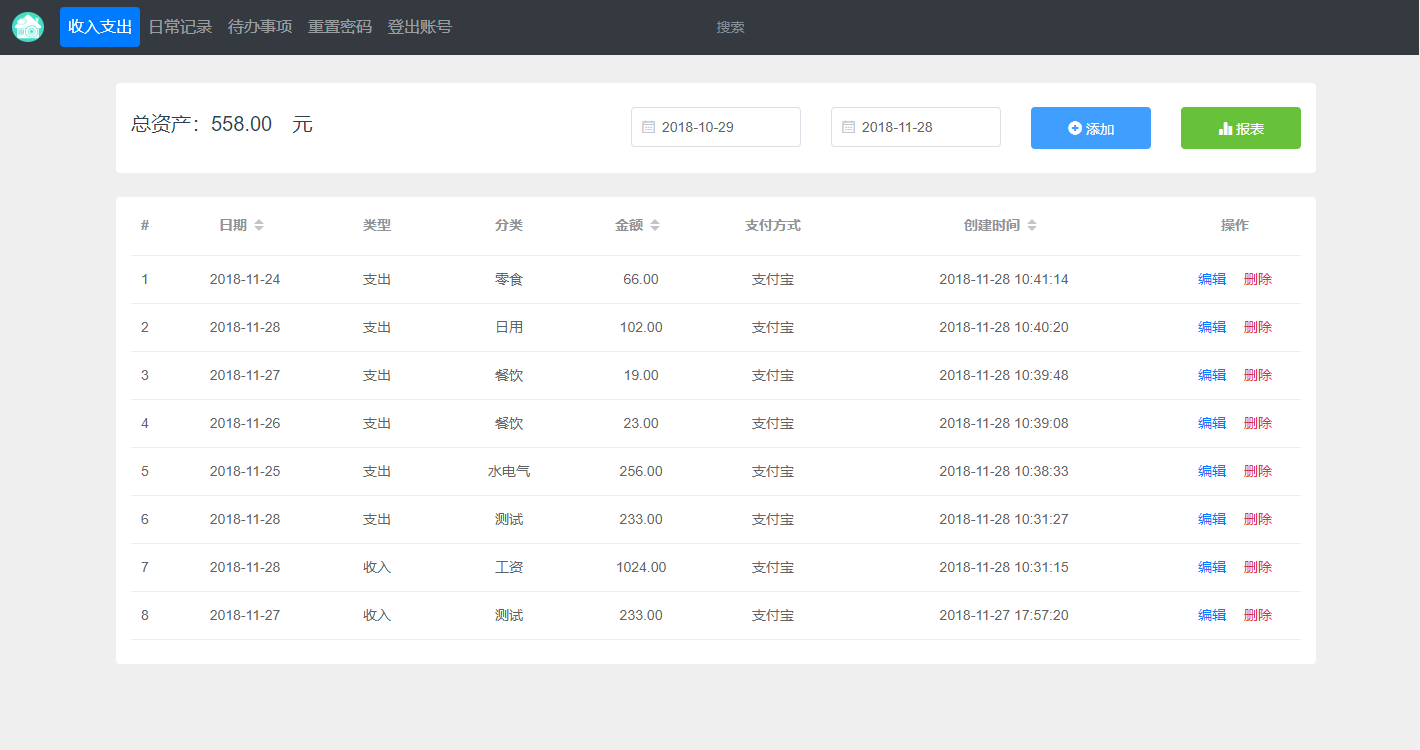 收入支出 日常记录 待办事项 重置密码 登出账号 搜索
总资产：558.00 元 2018-10-29 2018-11-28 添加 报表
# 日期 类型 分类 金额 支付方式 创建时间 操作
1 2018-11-24 支出 零食 66.00 支付宝 2018-11-28 10:41:14 编辑 删除
2 2018-11-28 支出 日用 102.00 支付宝 2018-11-28 10:40:20 编辑 删除
3 2018-11-27 支出 餐饮 19.00 支付宝 2018-11-28 10:39:48 编辑 删除
4 2018-11-26 支出 餐饮 23.00 支付宝 2018-11-28 10:39:08 编辑 删除
5 2018-11-25 支出 水电气 256.00 支付宝 2018-11-28 10:38:33 编辑 删除
6 2018-11-28 支出 测试 233.00 支付宝 2018-11-28 10:31:27 编辑 删除
7 2018-11-28 收入 工资 1024.00 支付宝 2018-11-28 10:31:15 编辑 删除
8 2018-11-27 收入 测试 233.00 支付宝 2018-11-27 17:57:20 编辑 删除